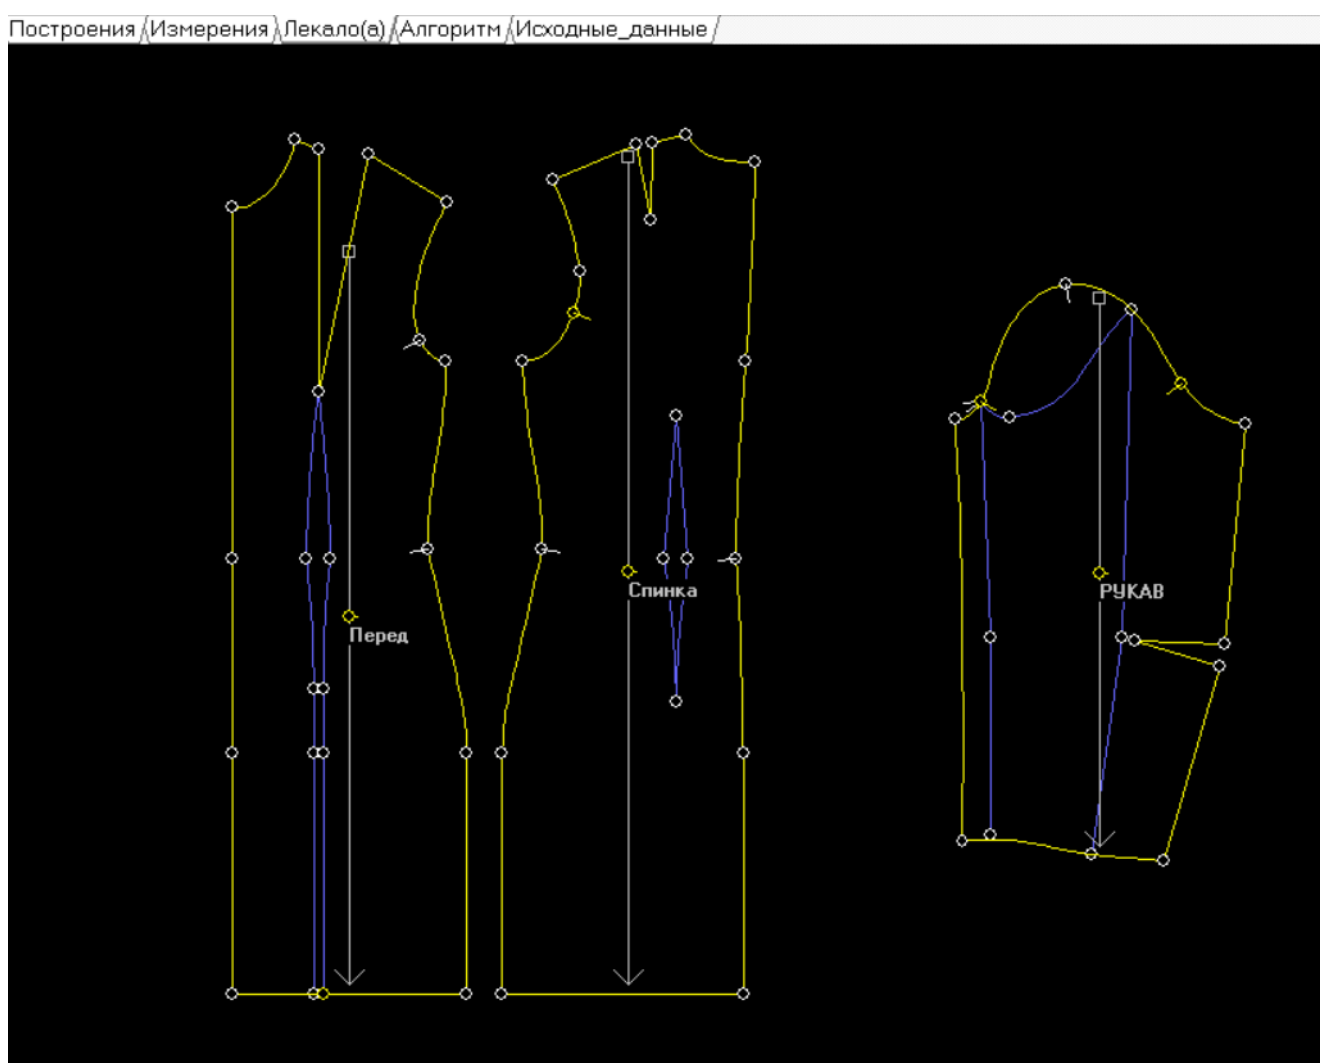 Построения Измерения Лекало(а) Алгоритм Исходные_данные
Спинка
РУКАВ
Перед